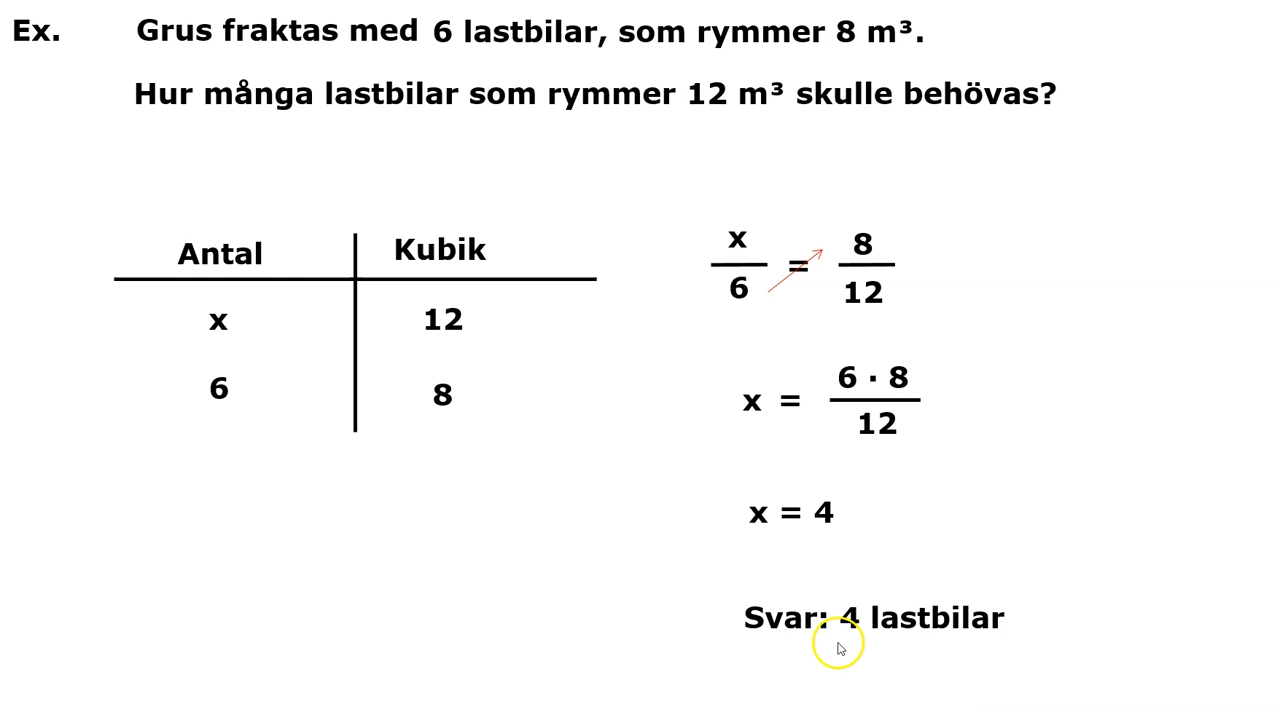 Ex. Grus fraktas med 6 lastbilar, som rymmer 8 m³.
Hur många lastbilar som rymmer 12 m³ skulle behövas?
Antal Kubik
x 12
6 8
x/6 = 8/12
x = 6 · 8/12
x = 4
Svar: 4 lastbilar